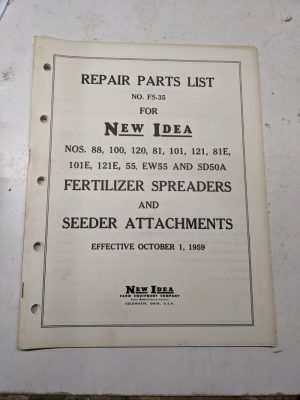 REPAIR PARTS LIST
NO. FS-35
FOR
NEW IDEA
NOS. 88, 100, 120, 81, 101, 121, 81E,
101E, 121E, 55, EW55 AND SD50A
FERTILIZER SPREADERS
AND
SEEDER ATTACHMENTS
EFFECTIVE OCTOBER 1, 1959
NEW IDEA
FARM EQUIPMENT COMPANY
COLDWATER, OHIO, U.S.A.